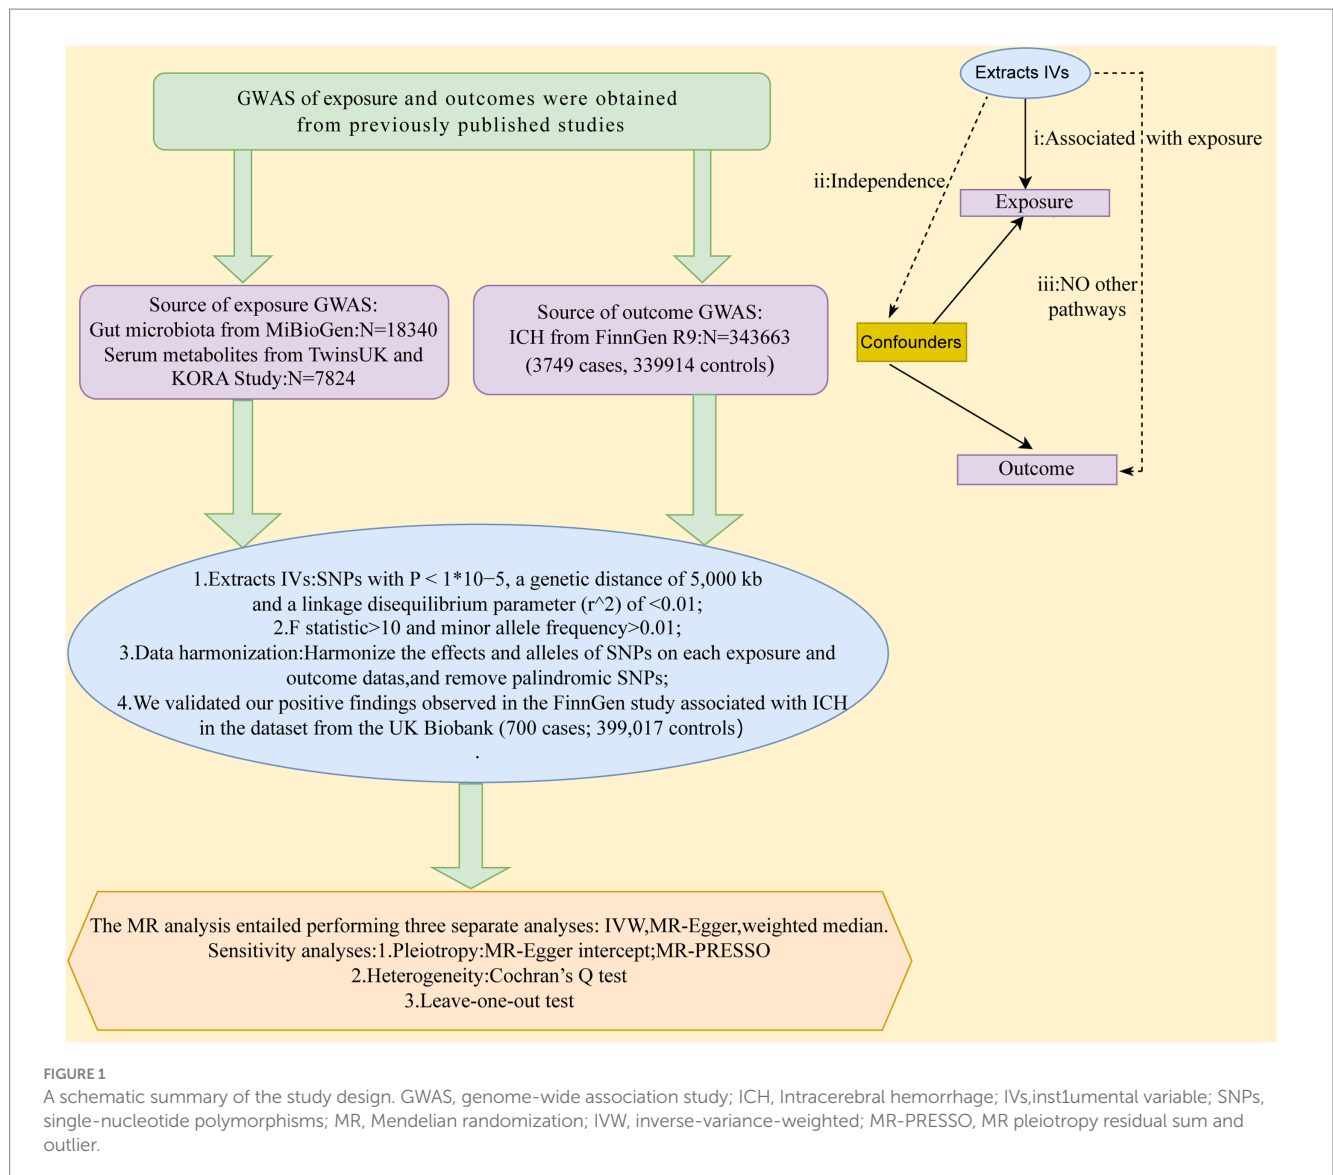 GWAS of exposure and outcomes were obtained
from previously published studies
Source of exposure GWAS:
Gut microbiota from MiBioGen:N=18340
Serum metabolites from TwinsUK and
KORA Study:N=7824
Source of outcome GWAS:
ICH from FinnGen R9:N=343663
(3749 cases, 339914 controls)
Extracts IVs
i:Associated with exposure
ii:Independence
Exposure
iii:NO other
pathways
Confounders
Outcome
1.Extracts IVs:SNPs with P < 1*10−5, a genetic distance of 5,000 kb
and a linkage disequilibrium parameter (r^2) of <0.01;
2.F statistic>10 and minor allele frequency>0.01;
3.Data harmonization:Harmonize the effects and alleles of SNPs on each exposure and
outcome datas,and remove palindromic SNPs;
4.We validated our positive findings observed in the FinnGen study associated with ICH
in the dataset from the UK Biobank (700 cases; 399,017 controls)
.
The MR analysis entailed performing three separate analyses: IVW,MR-Egger,weighted median.
Sensitivity analyses:1.Pleiotropy:MR-Egger intercept;MR-PRESSO
2.Heterogeneity:Cochran’s Q test
3.Leave-one-out test
FIGURE 1
A schematic summary of the study design. GWAS, genome-wide association study; ICH, Intracerebral hemorrhage; IVs,inst1umental variable; SNPs,
single-nucleotide polymorphisms; MR, Mendelian randomization; IVW, inverse-variance-weighted; MR-PRESSO, MR pleiotropy residual sum and
outlier.